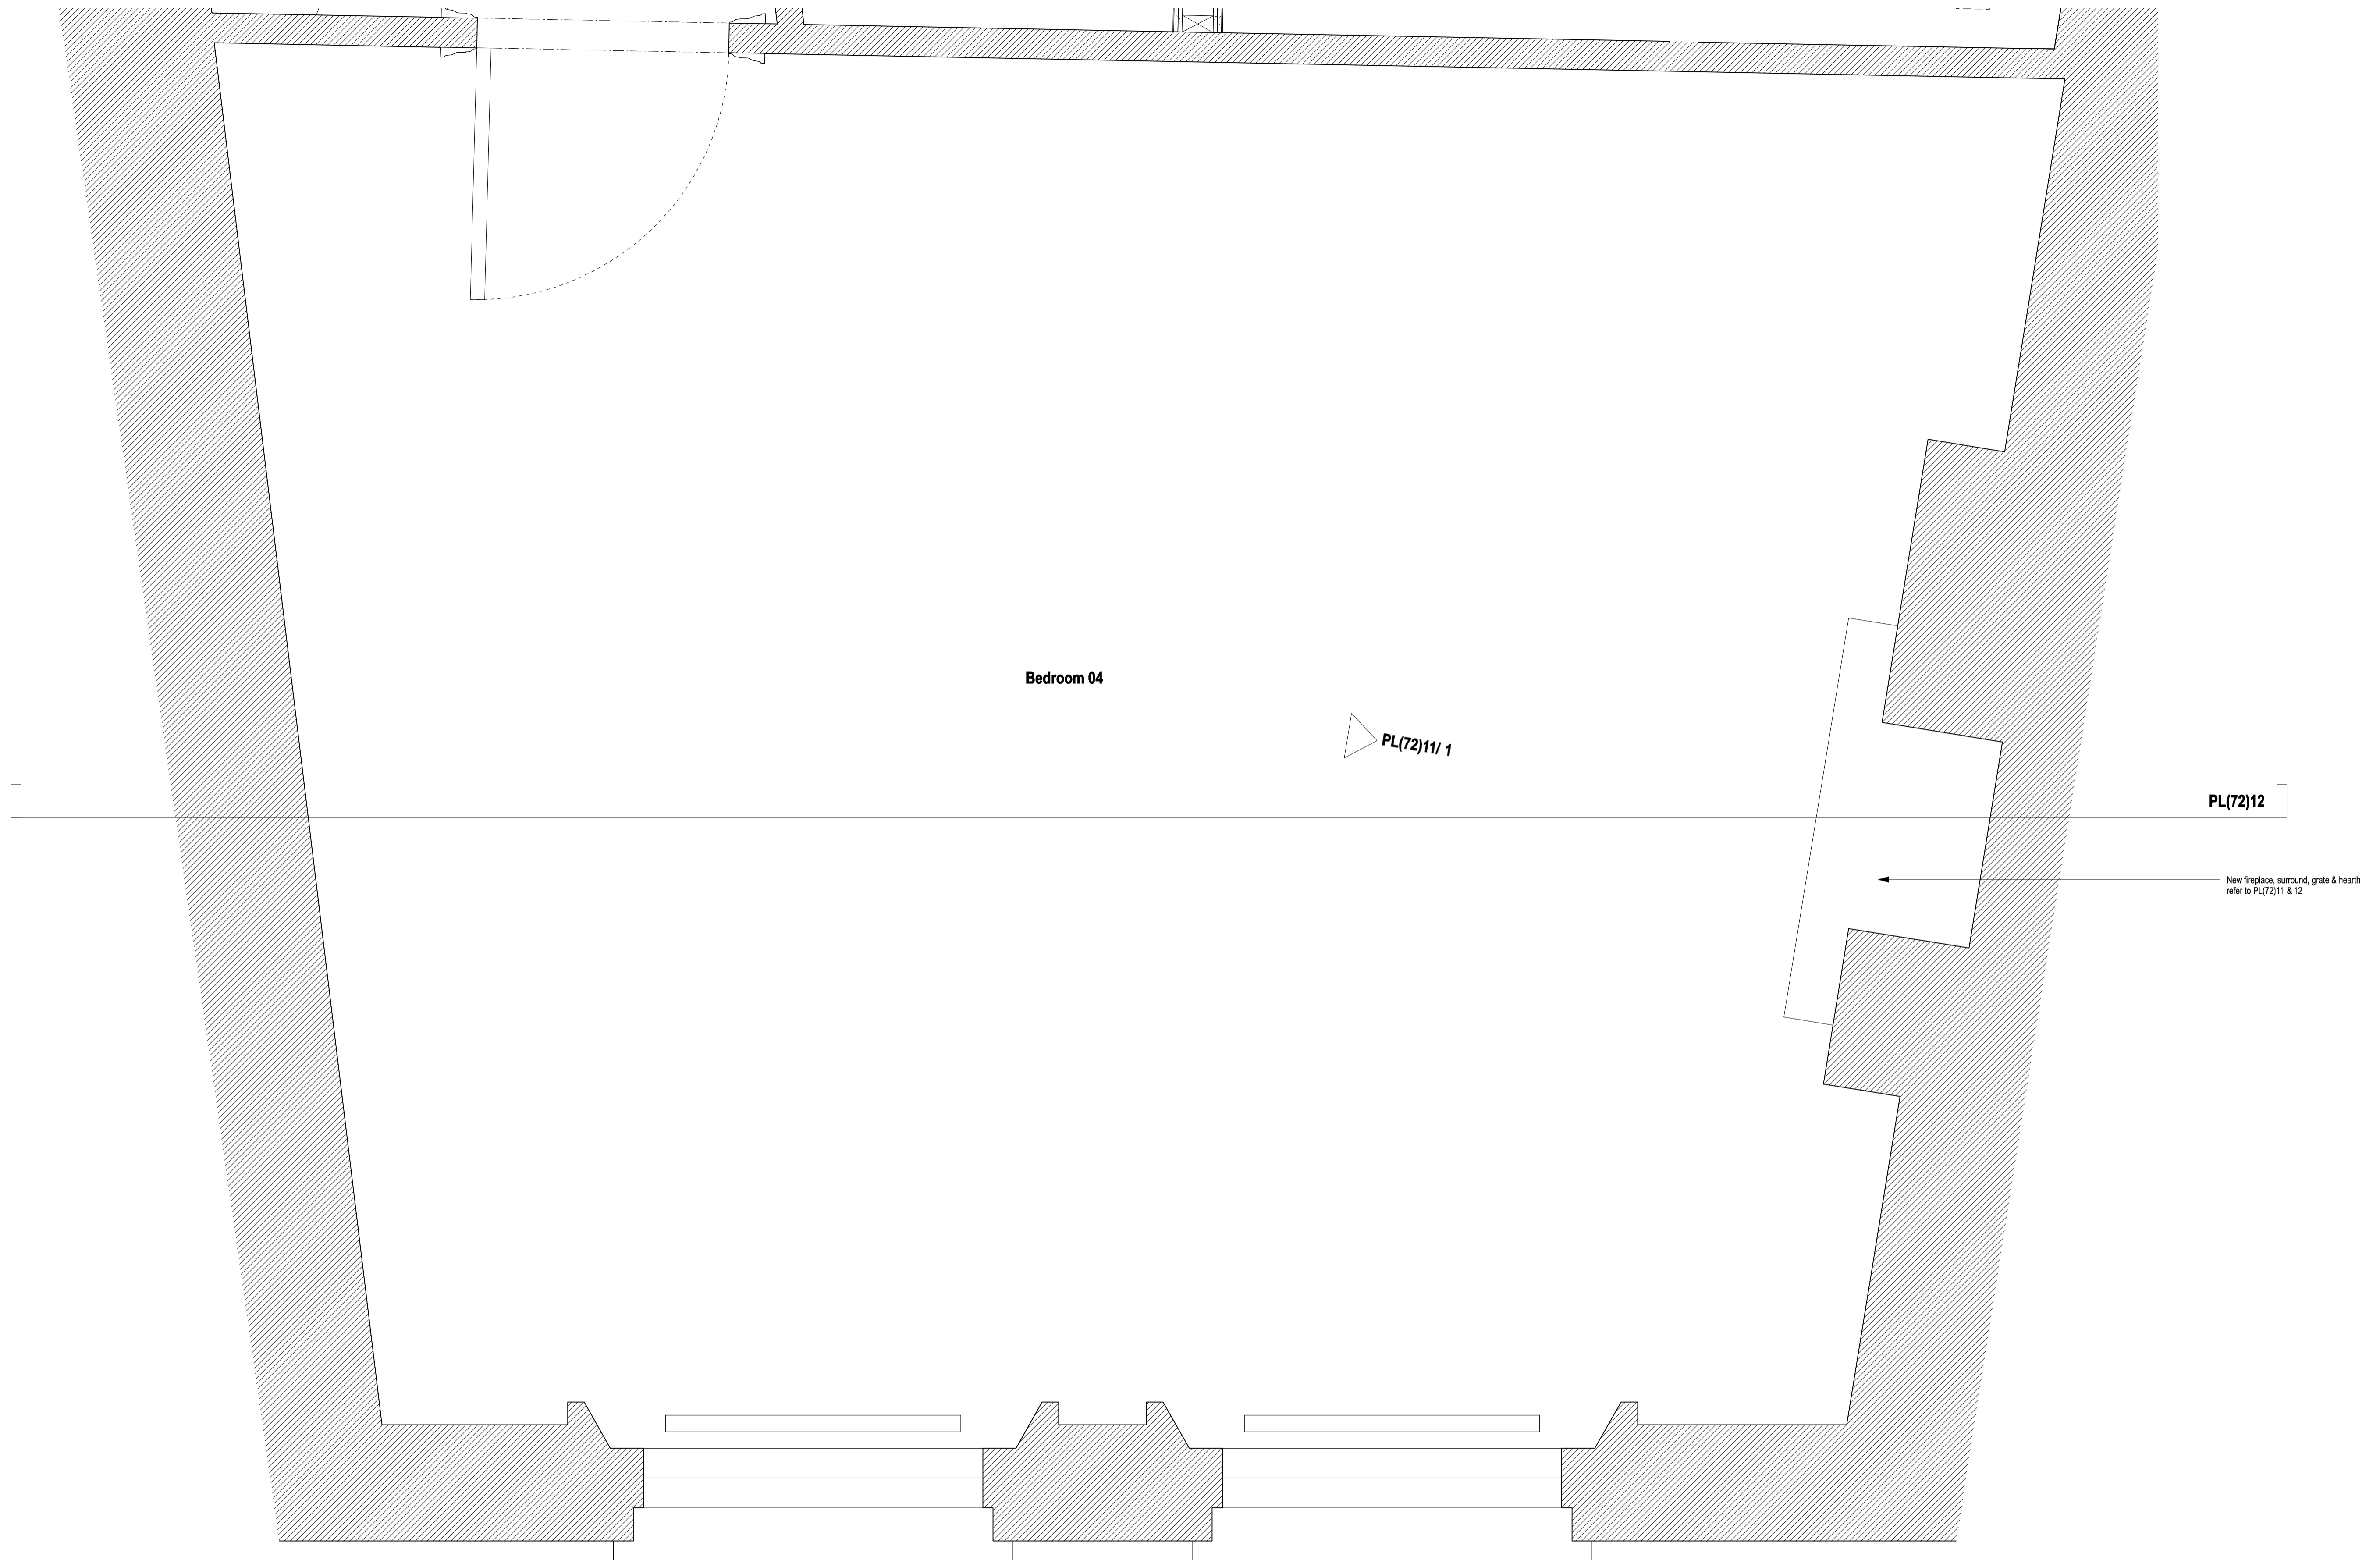 Bedroom 04
PL(72)11/ 1
PL(72)12
New fireplace, surround, grate & hearth
refer to PL(72)11 & 12